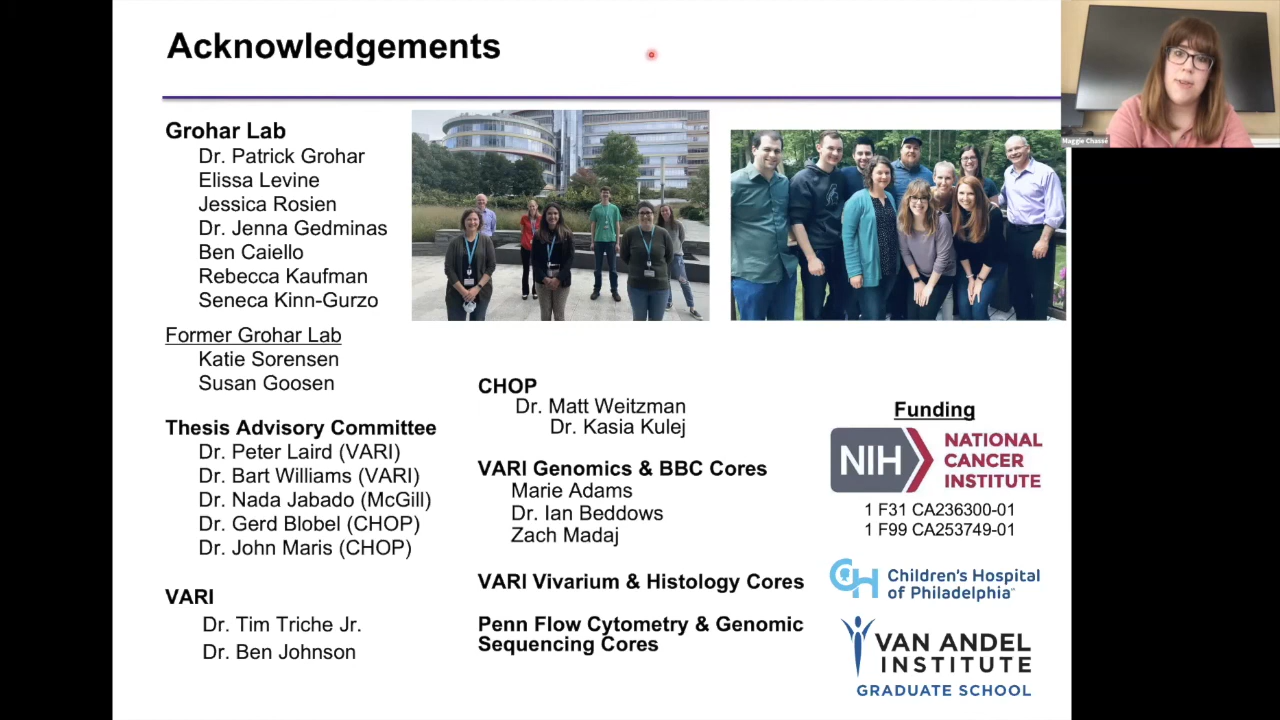 Acknowledgements
Maggie Chassé
Grohar Lab
Dr. Patrick Grohar
Elissa Levine
Jessica Rosien
Dr. Jenna Gedminas
Ben Caiello
Rebecca Kaufman
Seneca Kinn-Gurzo
Former Grohar Lab
Katie Sorensen
Susan Goosen
Thesis Advisory Committee
Dr. Peter Laird (VARI)
Dr. Bart Williams (VARI)
Dr. Nada Jabado (McGill)
Dr. Gerd Blobel (CHOP)
Dr. John Maris (CHOP)
VARI
Dr. Tim Triche Jr.
Dr. Ben Johnson
CHOP
Dr. Matt Weitzman
Dr. Kasia Kulej
VARI Genomics & BBC Cores
Marie Adams
Dr. Ian Beddows
Zach Madaj
VARI Vivarium & Histology Cores
Penn Flow Cytometry & Genomic
Sequencing Cores
Funding
NIH
NATIONAL
CANCER
INSTITUTE
1 F31 CA236300-01
1 F99 CA253749-01
CH
Children's Hospital
of Philadelphia
VAN ANDEL
INSTITUTE
GRADUATE SCHOOL